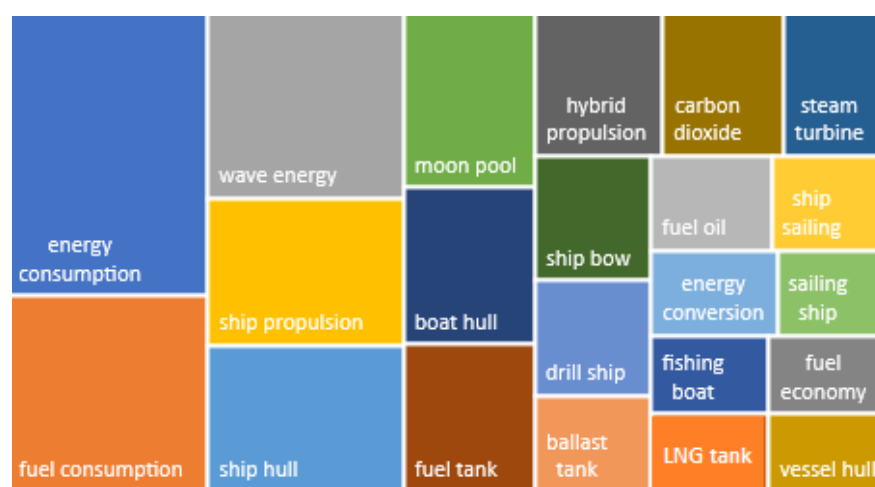 energy
consumption
fuel consumption
wave energy
ship propulsion
ship hull
moon pool
boat hull
fuel tank
hybrid
propulsion
carbon
dioxide
steam
turbine
ship bow
drill ship
ballast
tank
fuel oil
ship
sailing
energy
conversion
sailing
ship
fishing
boat
fuel
economy
LNG tank
vessel hull